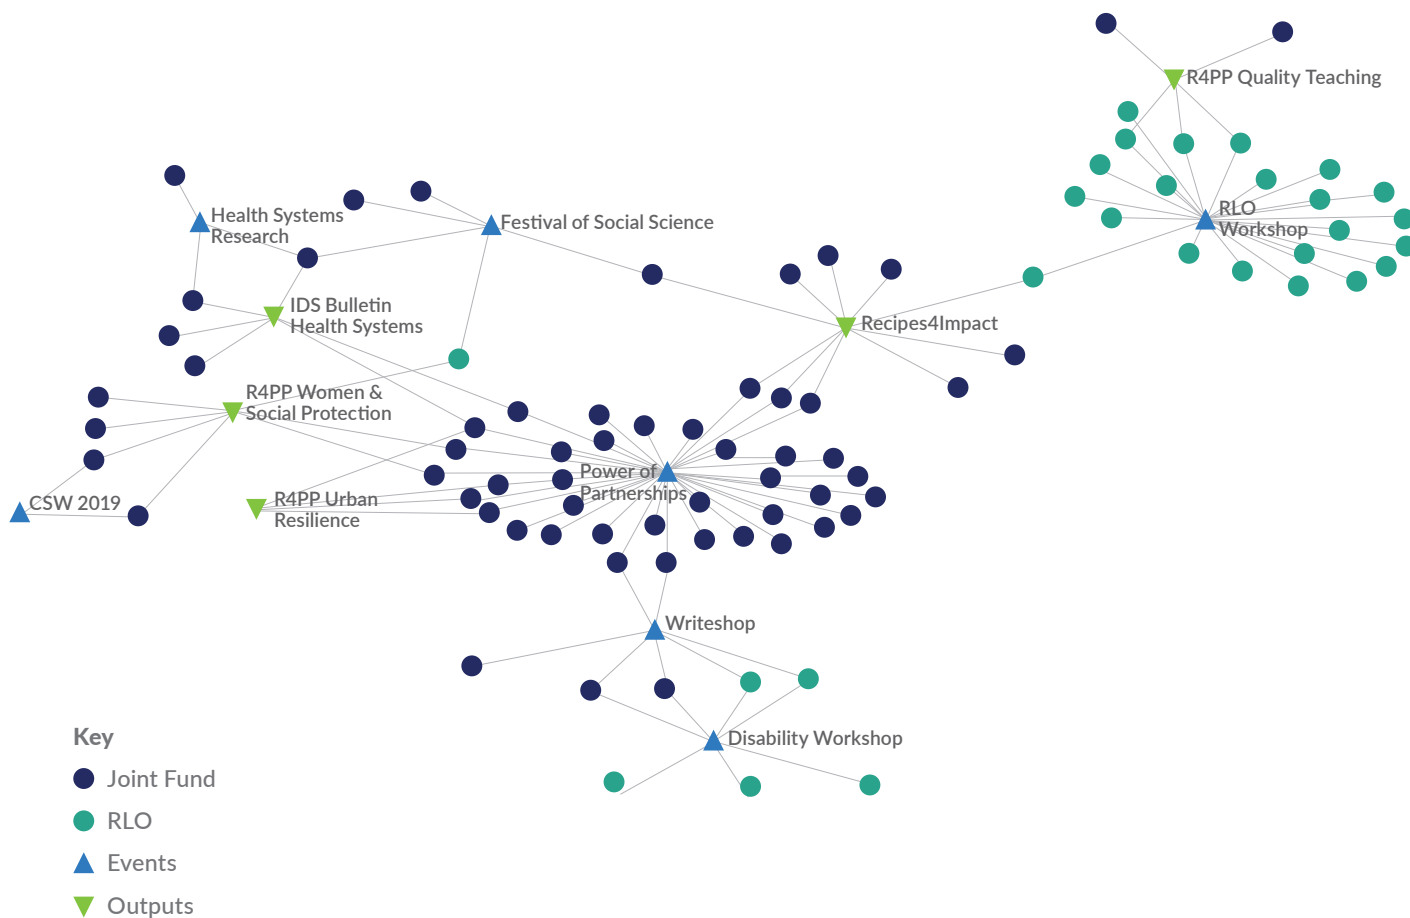 R4PP Quality Teaching
RLO
Workshop
Health Systems
Research
Festival of Social Science
IDS Bulletin
Health Systems
Recipes4Impact
R4PP Women &
Social Protection
CSW 2019
R4PP Urban
Resilience
Power of
Partnerships
Writeshop
Disability Workshop
Key
Joint Fund
RLO
Events
Outputs